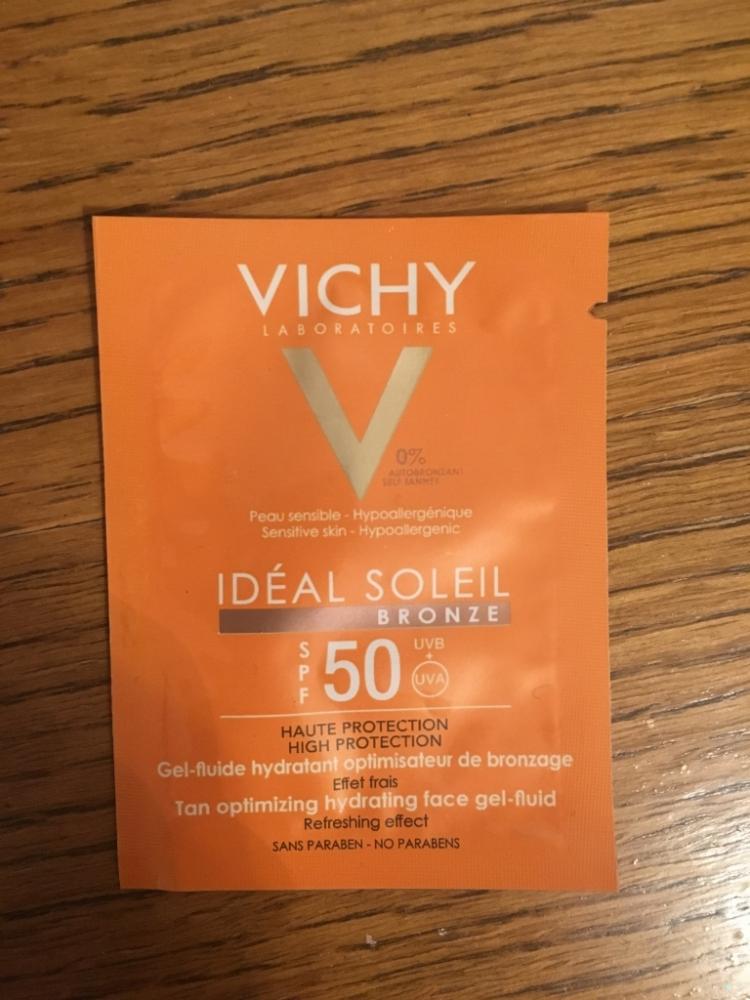 VICHY
LABORATOIRES
0%
AUTOBRONZANT
SELF TANNER
Peau sensible - Hypoallergénique
Sensitive skin - Hypoallergenic
IDÉAL SOLEIL
BRONZE
SPF 50 UVB + UVA
HAUTE PROTECTION
HIGH PROTECTION
Gel-fluide hydratant optimisateur de bronzage
Effet frais
Tan optimizing hydrating face gel-fluid
Refreshing effect
SANS PARABEN - NO PARABENS